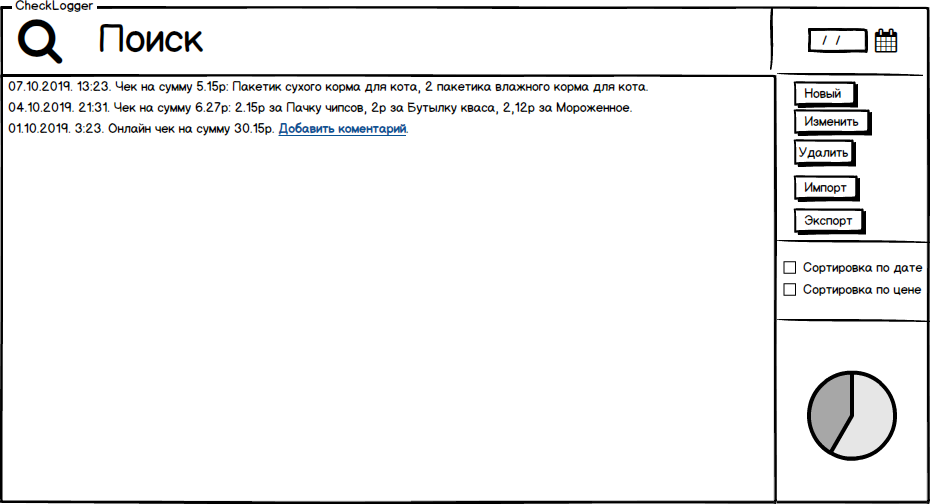 CheckLogger
Поиск
/ /
07.10.2019. 13:23. Чек на сумму 5.15р: Пакетик сухого корма для кота, 2 пакетика влажного корма для кота.
04.10.2019. 21:31. Чек на сумму 6.27р: 2.15р за Пачку чипсов, 2р за Бутылку кваса, 2,12р за Мороженное.
01.10.2019. 3:23. Онлайн чек на сумму 30.15р. Добавить коментарий.
Новый
Изменить
Удалить
Импорт
Экспорт
Сортировка по дате
Сортировка по цене